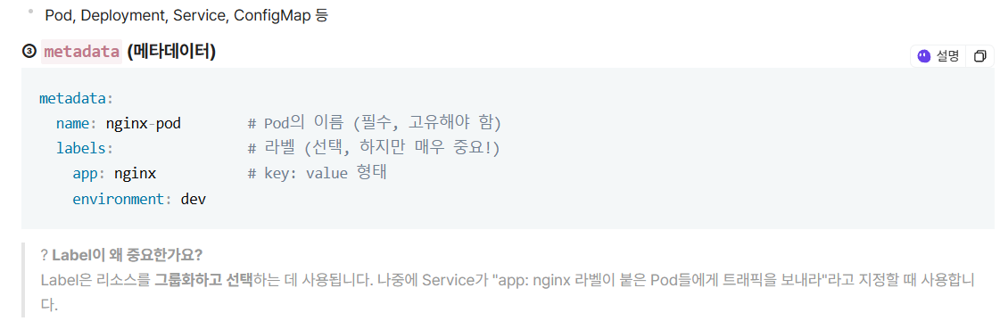 Pod, Deployment, Service, ConfigMap 등
③ metadata (메타데이터)
설명
metadata:
  name: nginx-pod        # Pod의 이름 (필수, 고유해야 함)
  labels:                # 라벨 (선택, 하지만 매우 중요!)
    app: nginx           # key: value 형태
    environment: dev
? Label이 왜 중요한가요?
Label은 리소스를 그룹화하고 선택하는 데 사용됩니다. 나중에 Service가 "app: nginx 라벨이 붙은 Pod들에게 트래픽을 보내라"라고 지정할 때 사용합니
다.